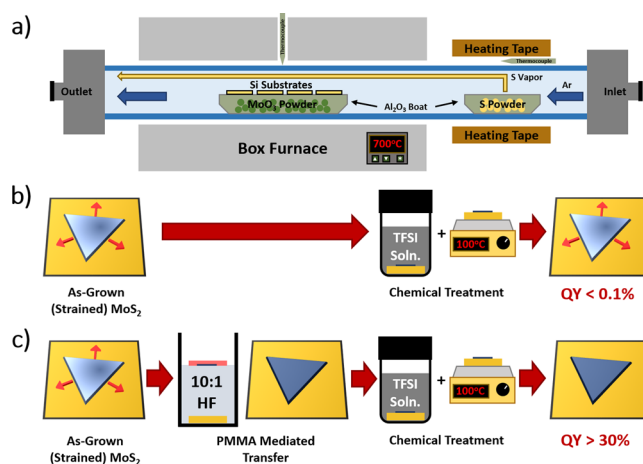 a)
Thermocouple
Heating Tape
Thermocouple
S Vapor
Si Substrates
Outlet
Ar
Inlet
MoO₃ Powder
Al₂O₃ Boat
S Powder
Heating Tape
Box Furnace
700°C
b)
TFSI
Soln.
+
100°C
As-Grown
(Strained) MoS₂
Chemical Treatment
QY < 0.1%
c)
10:1
HF
TFSI
Soln.
+
100°C
As-Grown
(Strained) MoS₂
PMMA Mediated
Transfer
Chemical Treatment
QY > 30%